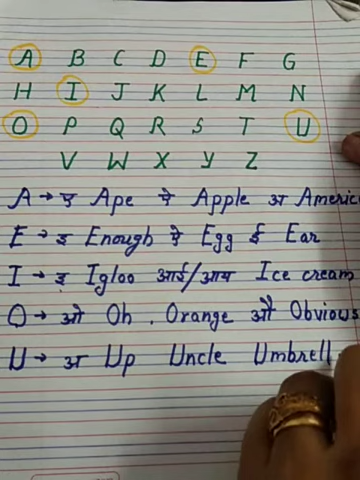 A B C D E F G
H I J K L M N
O P Q R S T U
V W X Y Z
A → ए Ape ऐ Apple अ Americ
E → इ Enough ऐ Egg ई Ear
I → इ Igloo आई/आय Ice cream
O → ओ Oh . Orange औ Obvious
U → अ Up Uncle Umbrell